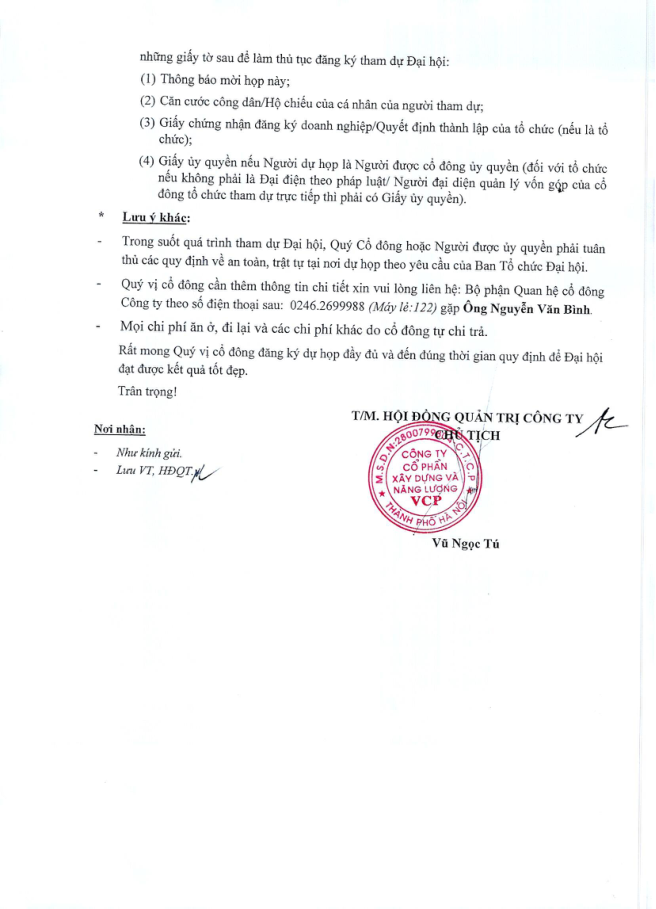 những giấy tờ sau để làm thủ tục đăng ký tham dự Đại hội:
(1) Thông báo mời họp này;
(2) Căn cước công dân/Hộ chiếu của cá nhân của người tham dự;
(3) Giấy chứng nhận đăng ký doanh nghiệp/Quyết định thành lập của tổ chức (nếu là tổ
chức);
(4) Giấy ủy quyền nếu Người dự họp là Người được cổ đông ủy quyền (đối với tổ chức
nếu không phải là Đại điện theo pháp luật/ Người đại diện quản lý vốn góp của cổ
đông tổ chức tham dự trực tiếp thì phải có Giấy ủy quyền).
* Lưu ý khác:
- Trong suốt quá trình tham dự Đại hội, Quý Cổ đông hoặc Người được ủy quyền phải tuân
thủ các quy định về an toàn, trật tự tại nơi dự họp theo yêu cầu của Ban Tổ chức Đại hội.
- Quý vị cổ đông cần thêm thông tin chi tiết xin vui lòng liên hệ: Bộ phận Quan hệ cổ đông
Công ty theo số điện thoại sau: 0246.2699988 (Máy lẻ:122) gặp Ông Nguyễn Văn Bình.
- Mọi chi phí ăn ở, đi lại và các chi phí khác do cổ đông tự chi trả.
Rất mong Quý vị cổ đông đăng ký dự họp đầy đủ và đến đúng thời gian quy định để Đại hội
đạt được kết quả tốt đẹp.
Trân trọng!
T/M. HỘI ĐỒNG QUẢN TRỊ CÔNG TY
CHỦ TỊCH
Nơi nhận:
- Như kính gửi.
- Lưu VT, HĐQT.
M.S.D.N:2800799 C.T.C.P
CÔNG TY
CỔ PHẦN
XÂY DỰNG VÀ
NĂNG LƯỢNG
VCP
THÀNH PHỐ HÀ NỘI
Vũ Ngọc Tú